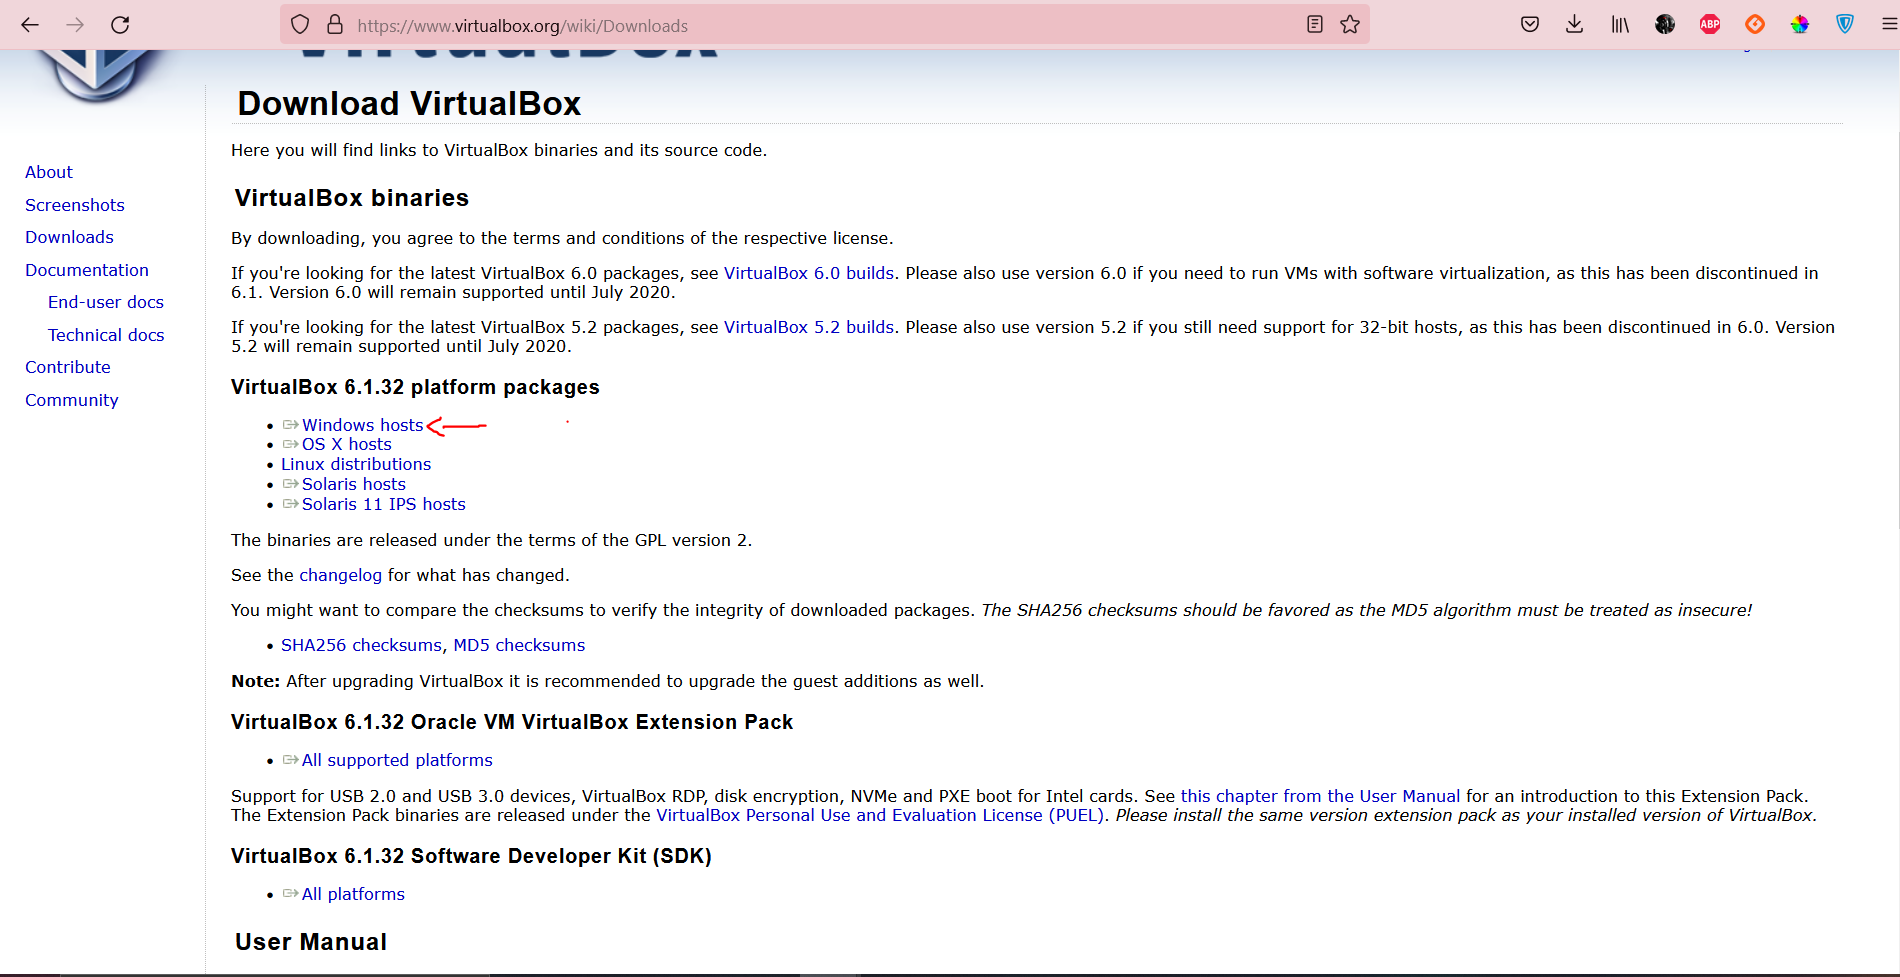 https://www.virtualbox.org/wiki/Downloads
ABP
VirtualBox
Download VirtualBox
Here you will find links to VirtualBox binaries and its source code.
About
Screenshots
Downloads
Documentation
End-user docs
Technical docs
Contribute
Community
VirtualBox binaries
By downloading, you agree to the terms and conditions of the respective license.
If you're looking for the latest VirtualBox 6.0 packages, see VirtualBox 6.0 builds. Please also use version 6.0 if you need to run VMs with software virtualization, as this has been discontinued in
6.1. Version 6.0 will remain supported until July 2020.
If you're looking for the latest VirtualBox 5.2 packages, see VirtualBox 5.2 builds. Please also use version 5.2 if you still need support for 32-bit hosts, as this has been discontinued in 6.0. Version
5.2 will remain supported until July 2020.
VirtualBox 6.1.32 platform packages
Windows hosts
OS X hosts
Linux distributions
Solaris hosts
Solaris 11 IPS hosts
The binaries are released under the terms of the GPL version 2.
See the changelog for what has changed.
You might want to compare the checksums to verify the integrity of downloaded packages. The SHA256 checksums should be favored as the MD5 algorithm must be treated as insecure!
SHA256 checksums, MD5 checksums
Note: After upgrading VirtualBox it is recommended to upgrade the guest additions as well.
VirtualBox 6.1.32 Oracle VM VirtualBox Extension Pack
All supported platforms
Support for USB 2.0 and USB 3.0 devices, VirtualBox RDP, disk encryption, NVMe and PXE boot for Intel cards. See this chapter from the User Manual for an introduction to this Extension Pack.
The Extension Pack binaries are released under the VirtualBox Personal Use and Evaluation License (PUEL). Please install the same version extension pack as your installed version of VirtualBox.
VirtualBox 6.1.32 Software Developer Kit (SDK)
All platforms
User Manual